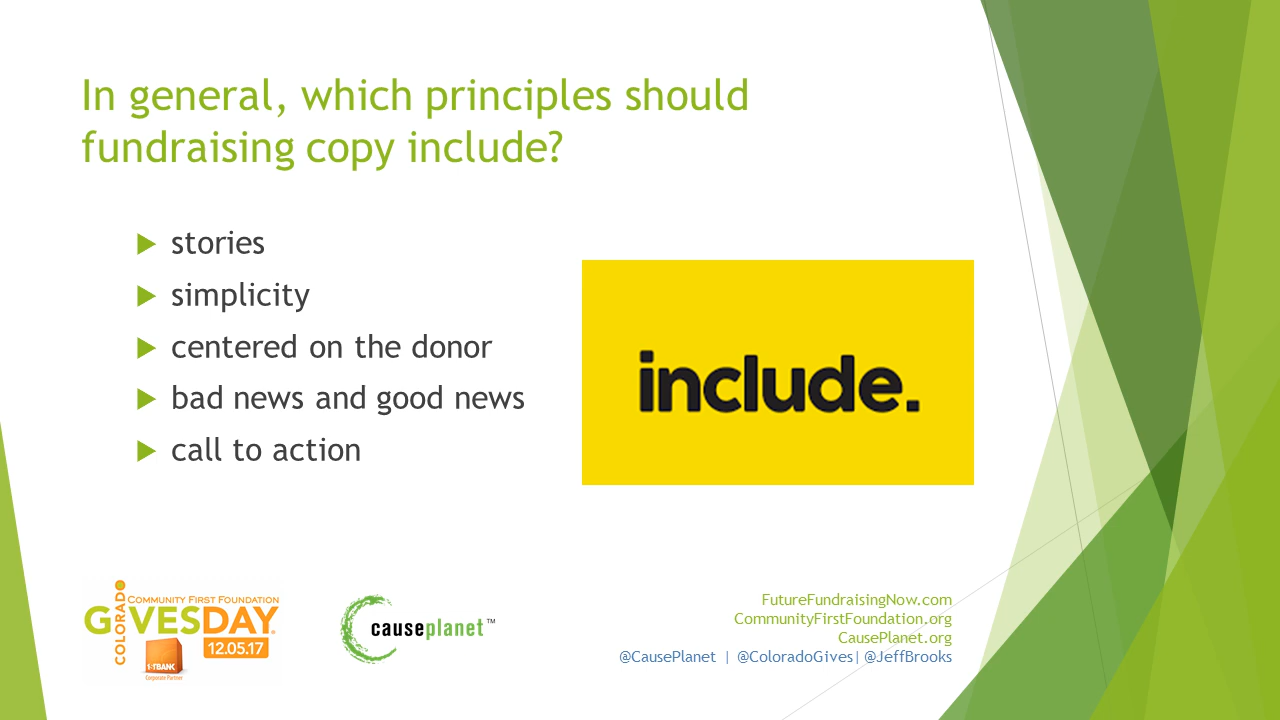 In general, which principles should
fundraising copy include?
stories
simplicity
centered on the donor
bad news and good news
call to action
include.
COLORADO
COMMUNITY FIRST FOUNDATION
GIVESDAY
12.05.17
1STBANK
Corporate Partner
causeplanet™
FutureFundraisingNow.com
CommunityFirstFoundation.org
CausePlanet.org
@CausePlanet | @ColoradoGives| @JeffBrooks